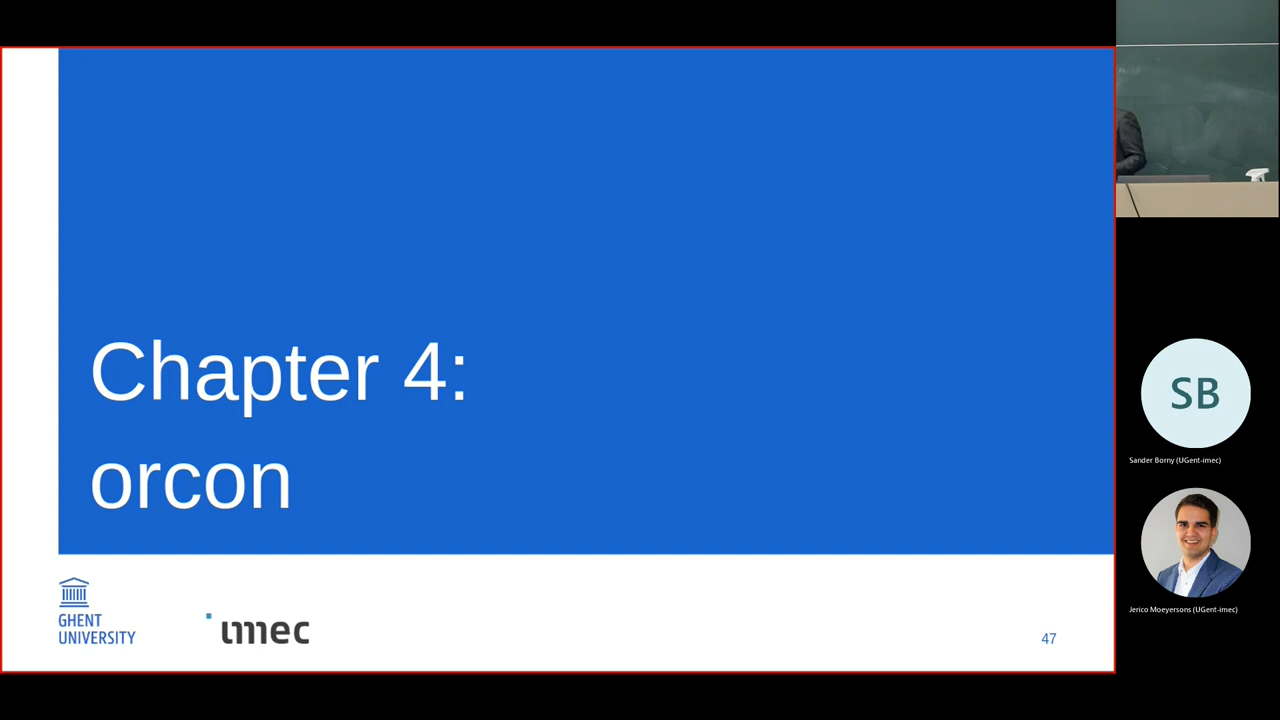 Chapter 4:
orcon
GHENT
UNIVERSITY
imec
47
SB
Sander Borny (UGent-imec)
Jerico Moeyersons (UGent-imec)